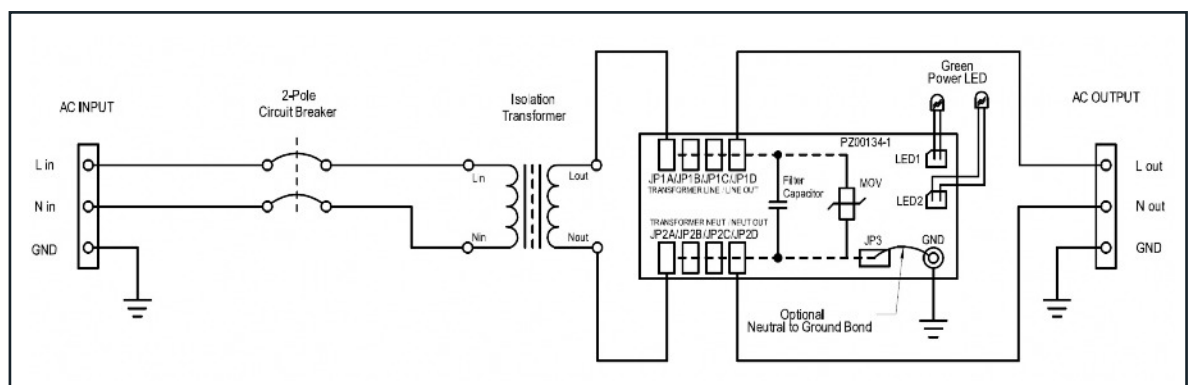 AC INPUT
L in
N in
GND
2-Pole
Circuit Breaker
Isolation
Transformer
Lin
Nin
Lout
Nout
PZ00134-1
JP1A/JP1B/JP1C/JP1D
TRANSFORMER LINE / LINE OUT
TRANSFORMER NEUT / NEUT OUT
JP2A/JP2B/JP2C/JP2D
Filter
Capacitor
MOV
LED1
LED2
JP3
GND
Optional
Neutral to Ground Bond
Green
Power LED
AC OUTPUT
L out
N out
GND